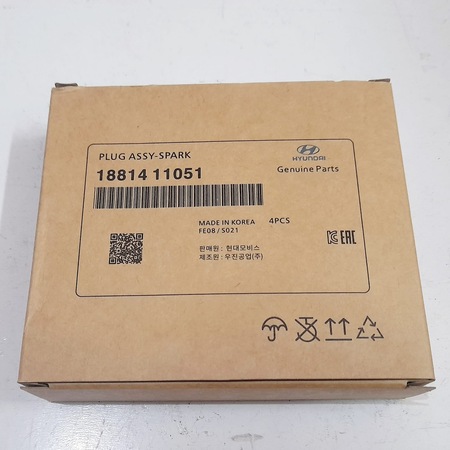 PLUG ASSY-SPARK
18814 11051
HYUNDAI
Genuine Parts
MADE IN KOREA 4PCS
FE08 / S021
판매원 : 현대모비스
제조원 : 우진공업(주)
EAC